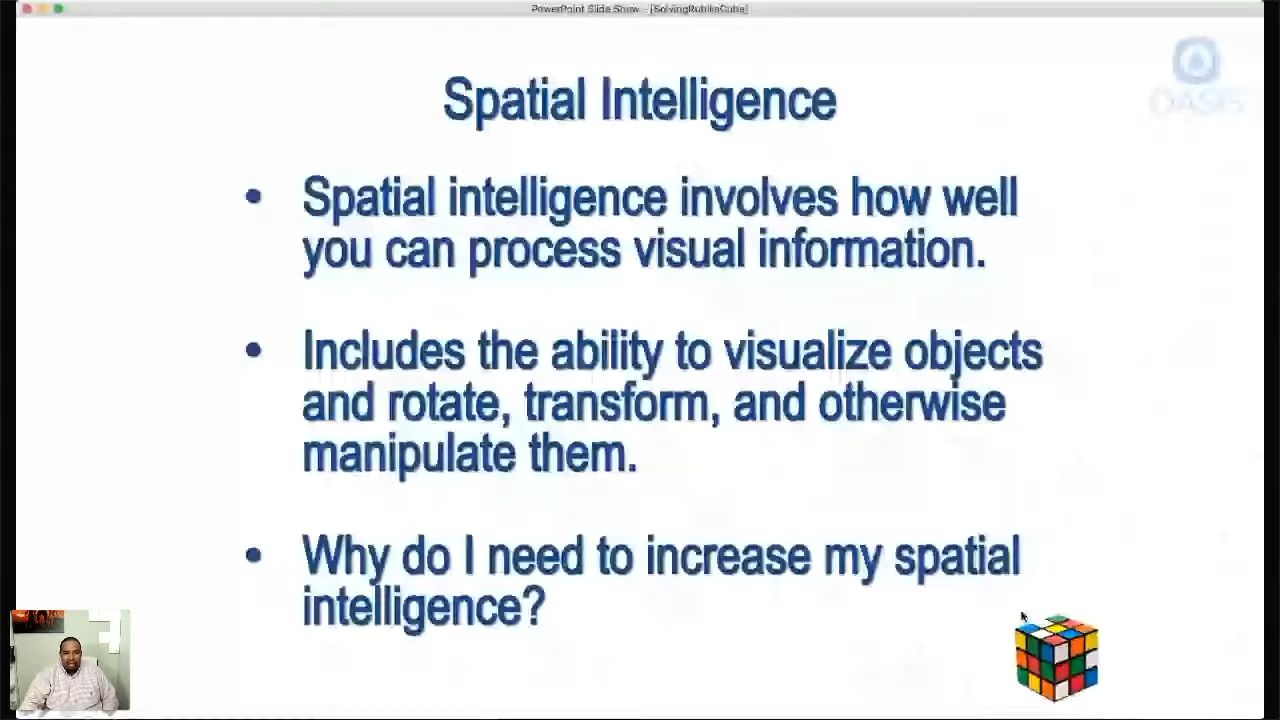 PowerPoint Slide Show - [SolvingRubiksCube]
OASIS
Spatial Intelligence
• Spatial intelligence involves how well
you can process visual information.
• Includes the ability to visualize objects
and rotate, transform, and otherwise
manipulate them.
• Why do I need to increase my spatial
intelligence?